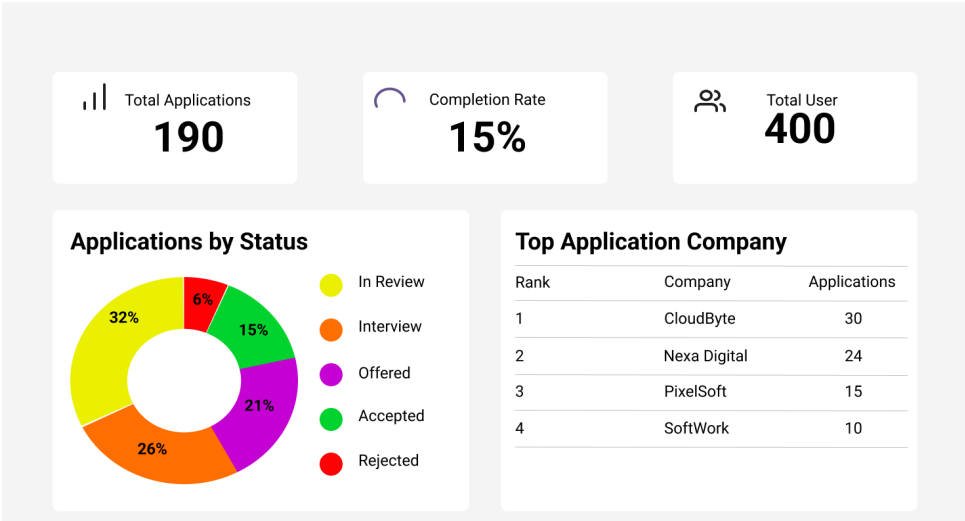 Total Applications
190
Completion Rate
15%
Total User
400
Applications by Status
32%
6%
15%
21%
26%
In Review
Interview
Offered
Accepted
Rejected
Top Application Company
Rank Company Applications
1 CloudByte 30
2 Nexa Digital 24
3 PixelSoft 15
4 SoftWork 10